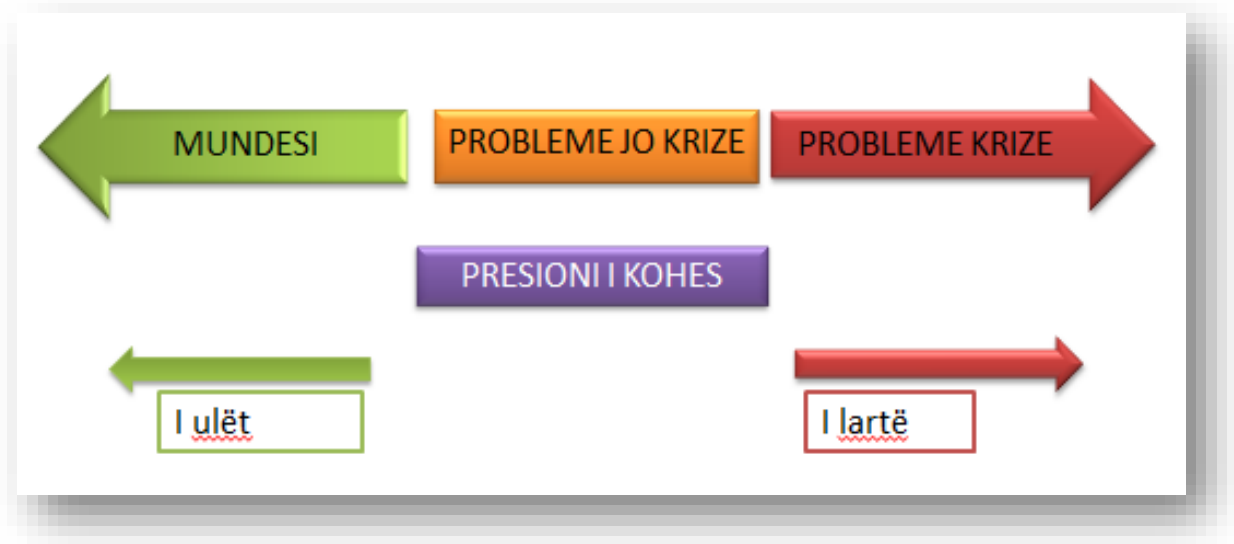 MUNDESI
PROBLEME JO KRIZE
PROBLEME KRIZE
PRESIONI I KOHES
I ulët
I lartë